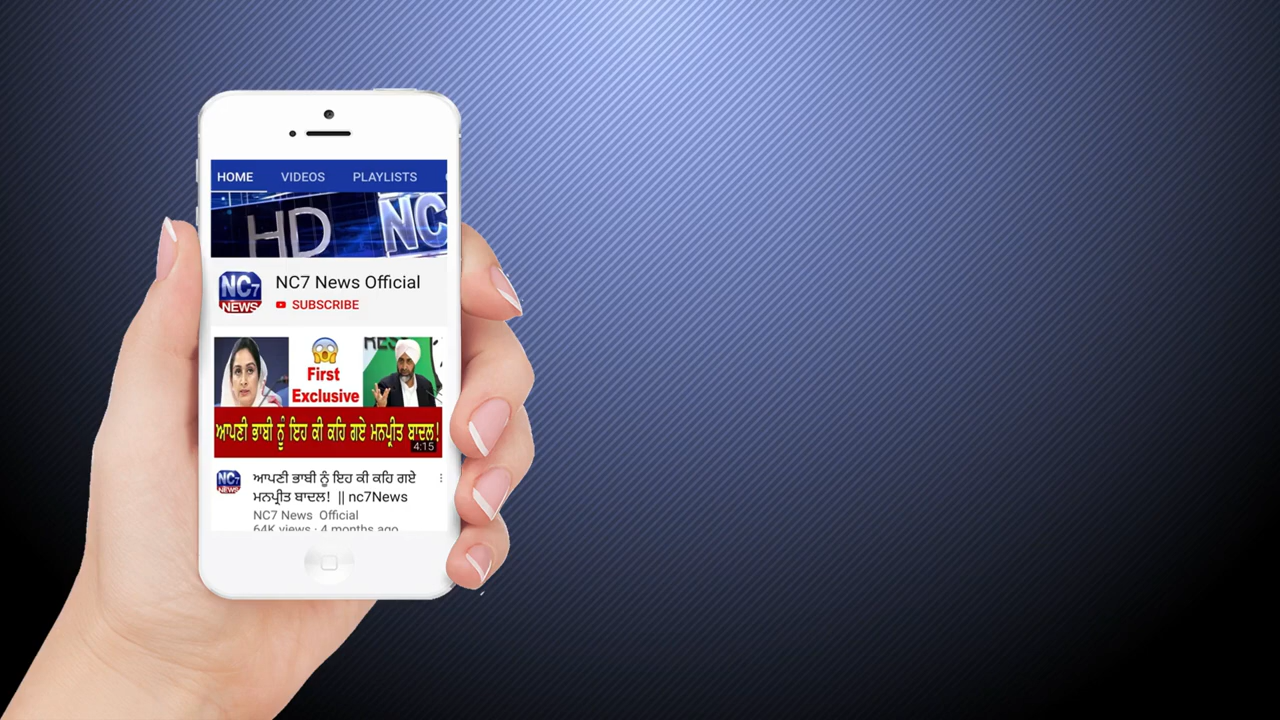 HOME VIDEOS PLAYLISTS
HD NC
NC7 NEWS
NC7 News Official
SUBSCRIBE
First
Exclusive
ਆਪਣੀ ਭਾਬੀ ਨੂੰ ਇਹ ਕੀ ਕਹਿ ਗਏ ਮਨਪ੍ਰੀਤ ਬਾਦਲ!
4:15
NC7 NEWS
ਆਪਣੀ ਭਾਬੀ ਨੂੰ ਇਹ ਕੀ ਕਹਿ ਗਏ
ਮਨਪ੍ਰੀਤ ਬਾਦਲ! || nc7News
NC7 News Official
64K views · 4 months ago